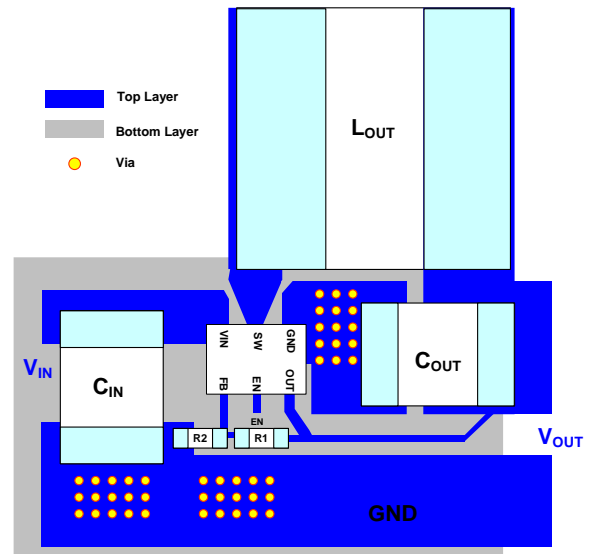 Top Layer
Bottom Layer
Via
LOUT
VIN
SW
GND
VIN
CIN
COUT
FB
EN
OUT
EN
R2
R1
VOUT
GND